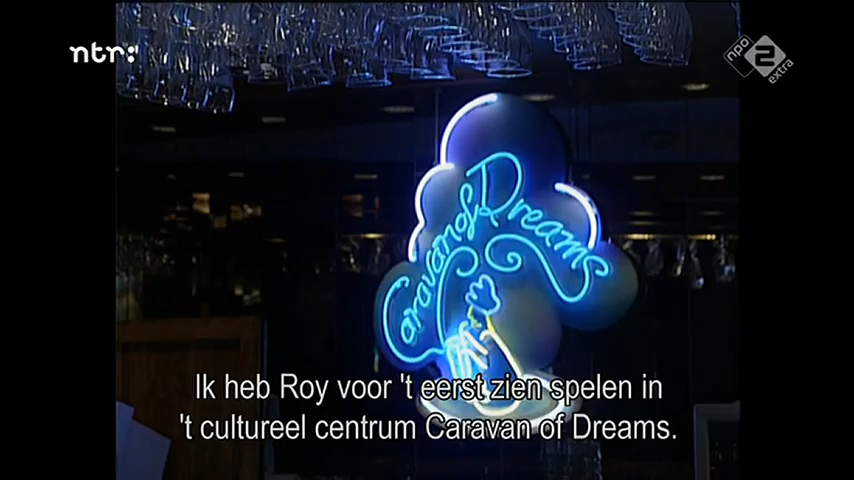 ntr:
npo 2 extra
Caravan of Dreams
Ik heb Roy voor 't eerst zien spelen in
't cultureel centrum Caravan of Dreams.